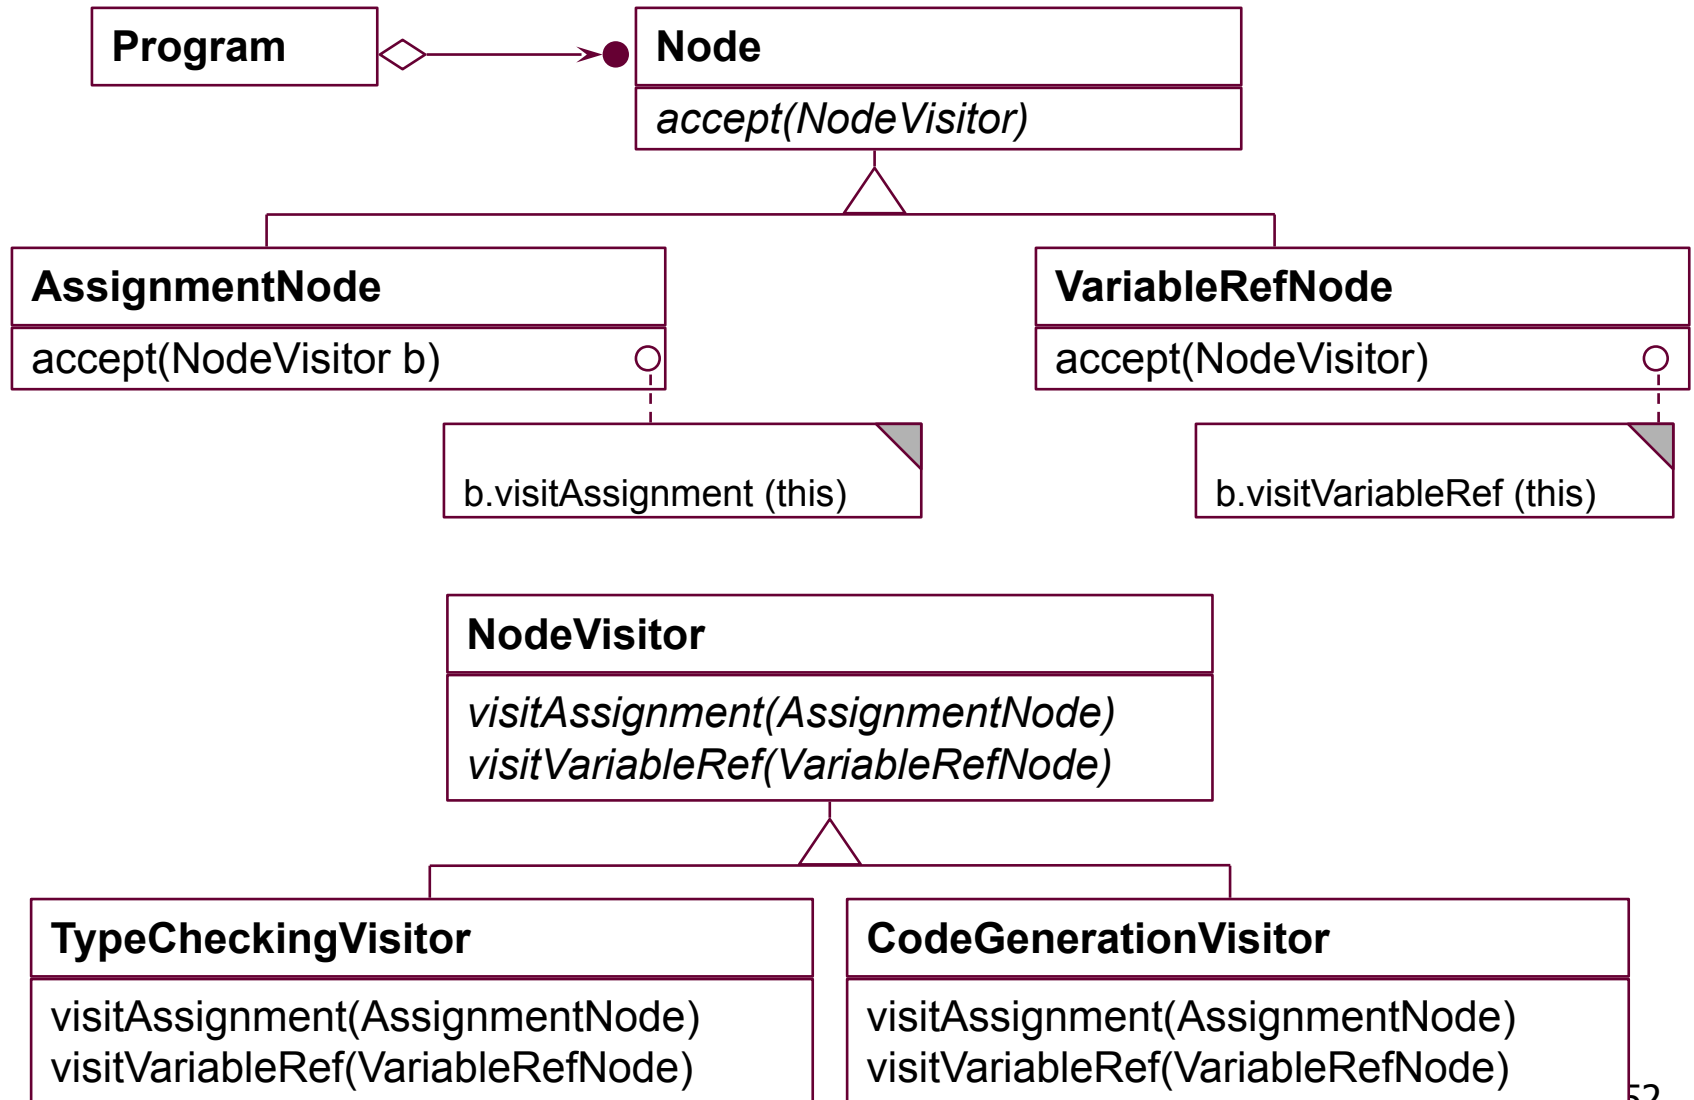 Program
Node
accept(NodeVisitor)
AssignmentNode
VariableRefNode
accept(NodeVisitor b)
accept(NodeVisitor)
b.visitAssignment (this)
b.visitVariableRef (this)
NodeVisitor
visitAssignment(AssignmentNode)
visitVariableRef(VariableRefNode)
TypeCheckingVisitor
CodeGenerationVisitor
visitAssignment(AssignmentNode)
visitVariableRef(VariableRefNode)
visitAssignment(AssignmentNode)
visitVariableRef(VariableRefNode)